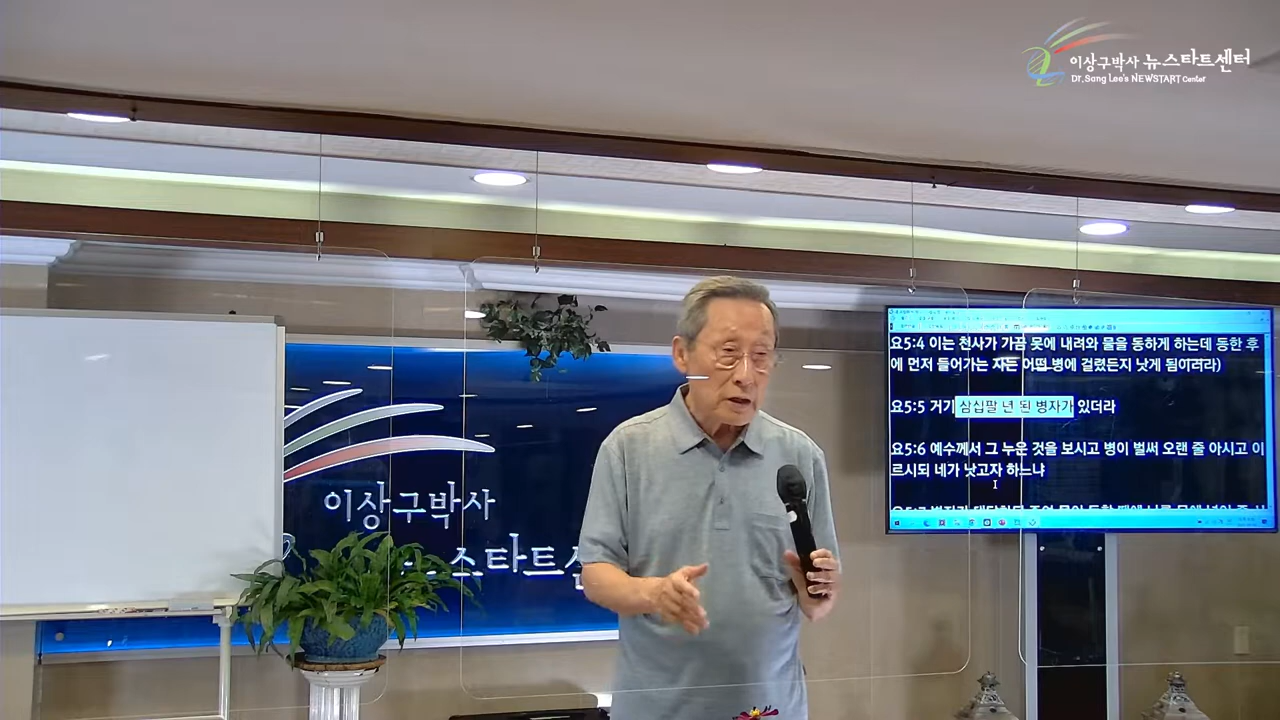 이상구박사 뉴스타트센터
Dr. Sang Lee's NEWSTART Center
요5:4 이는 천사가 가끔 못에 내려와 물을 동하게 하는데 동한 후
에 먼저 들어가는 자는 어떤 병에 걸렸든지 낫게 됨이러라)
요5:5 거기 삼십팔 년 된 병자가 있더라
요5:6 예수께서 그 누운 것을 보시고 병이 벌써 오랜 줄 아시고 이
르시되 네가 낫고자 하느냐
이상구박사
스타트센